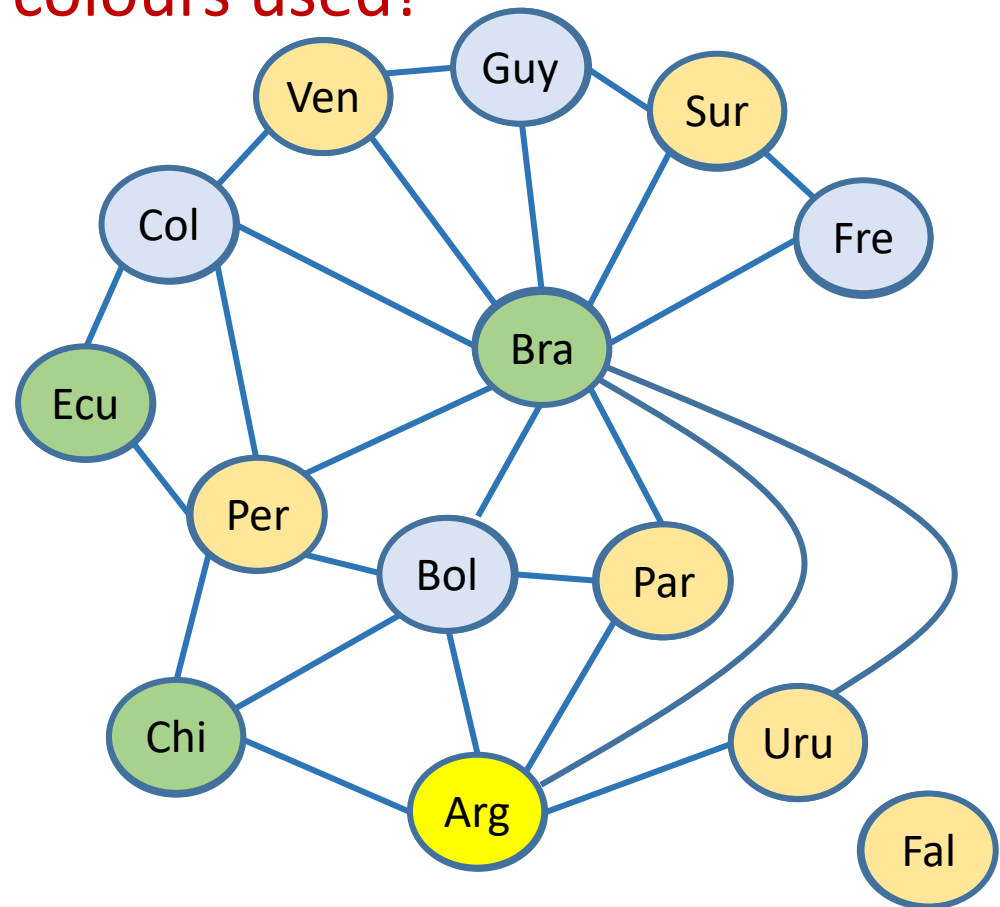 colours used?
Guy
Ven
Sur
Col
Fre
Bra
Ecu
Per
Bol
Par
Chi
Uru
Arg
Fal